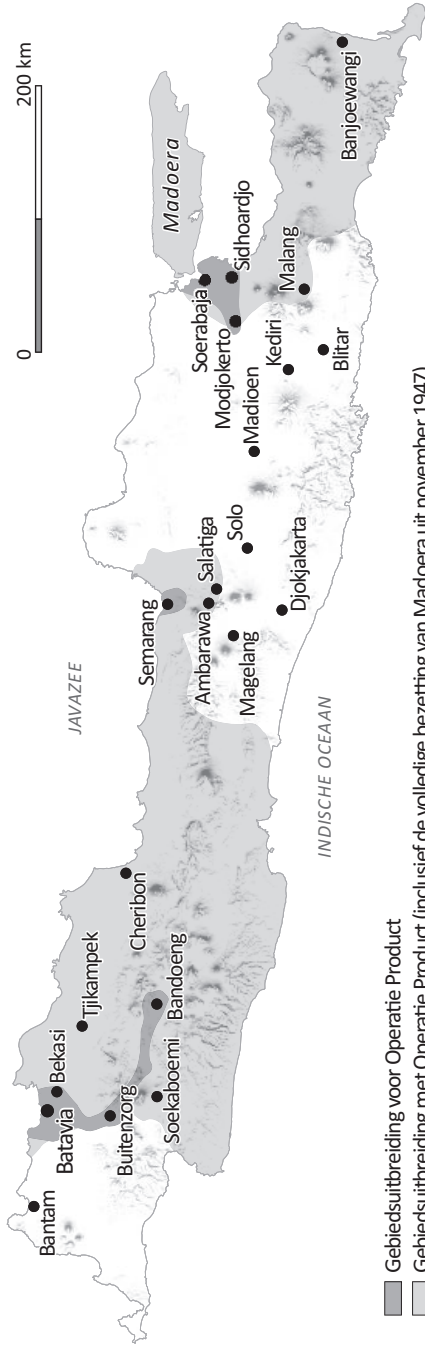 0
200 km
Madoera
Banjoewangi
Sidhoardjo
Malang
Soerabaja
Modjokerto
Kediri
Blitar
Madioen
Solo
Salatiga
Semarang
Ambarawa
Magelang
Djokjakarta
JAVAZEE
INDISCHE OCEAAN
Cheribon
Tjikampek
Bandoeng
Bekasi
Batavia
Buitenzorg
Soekaboemi
Bantam
Gebiedsuitbreiding voor Operatie Product
Gebiedsuitbreiding met Operatie Product (inclusief de volledige bezetting van Madoera uit november 1947)